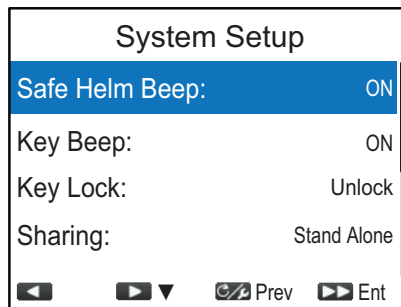 System Setup
Safe Helm Beep: ON
Key Beep: ON
Key Lock: Unlock
Sharing: Stand Alone
Prev Ent